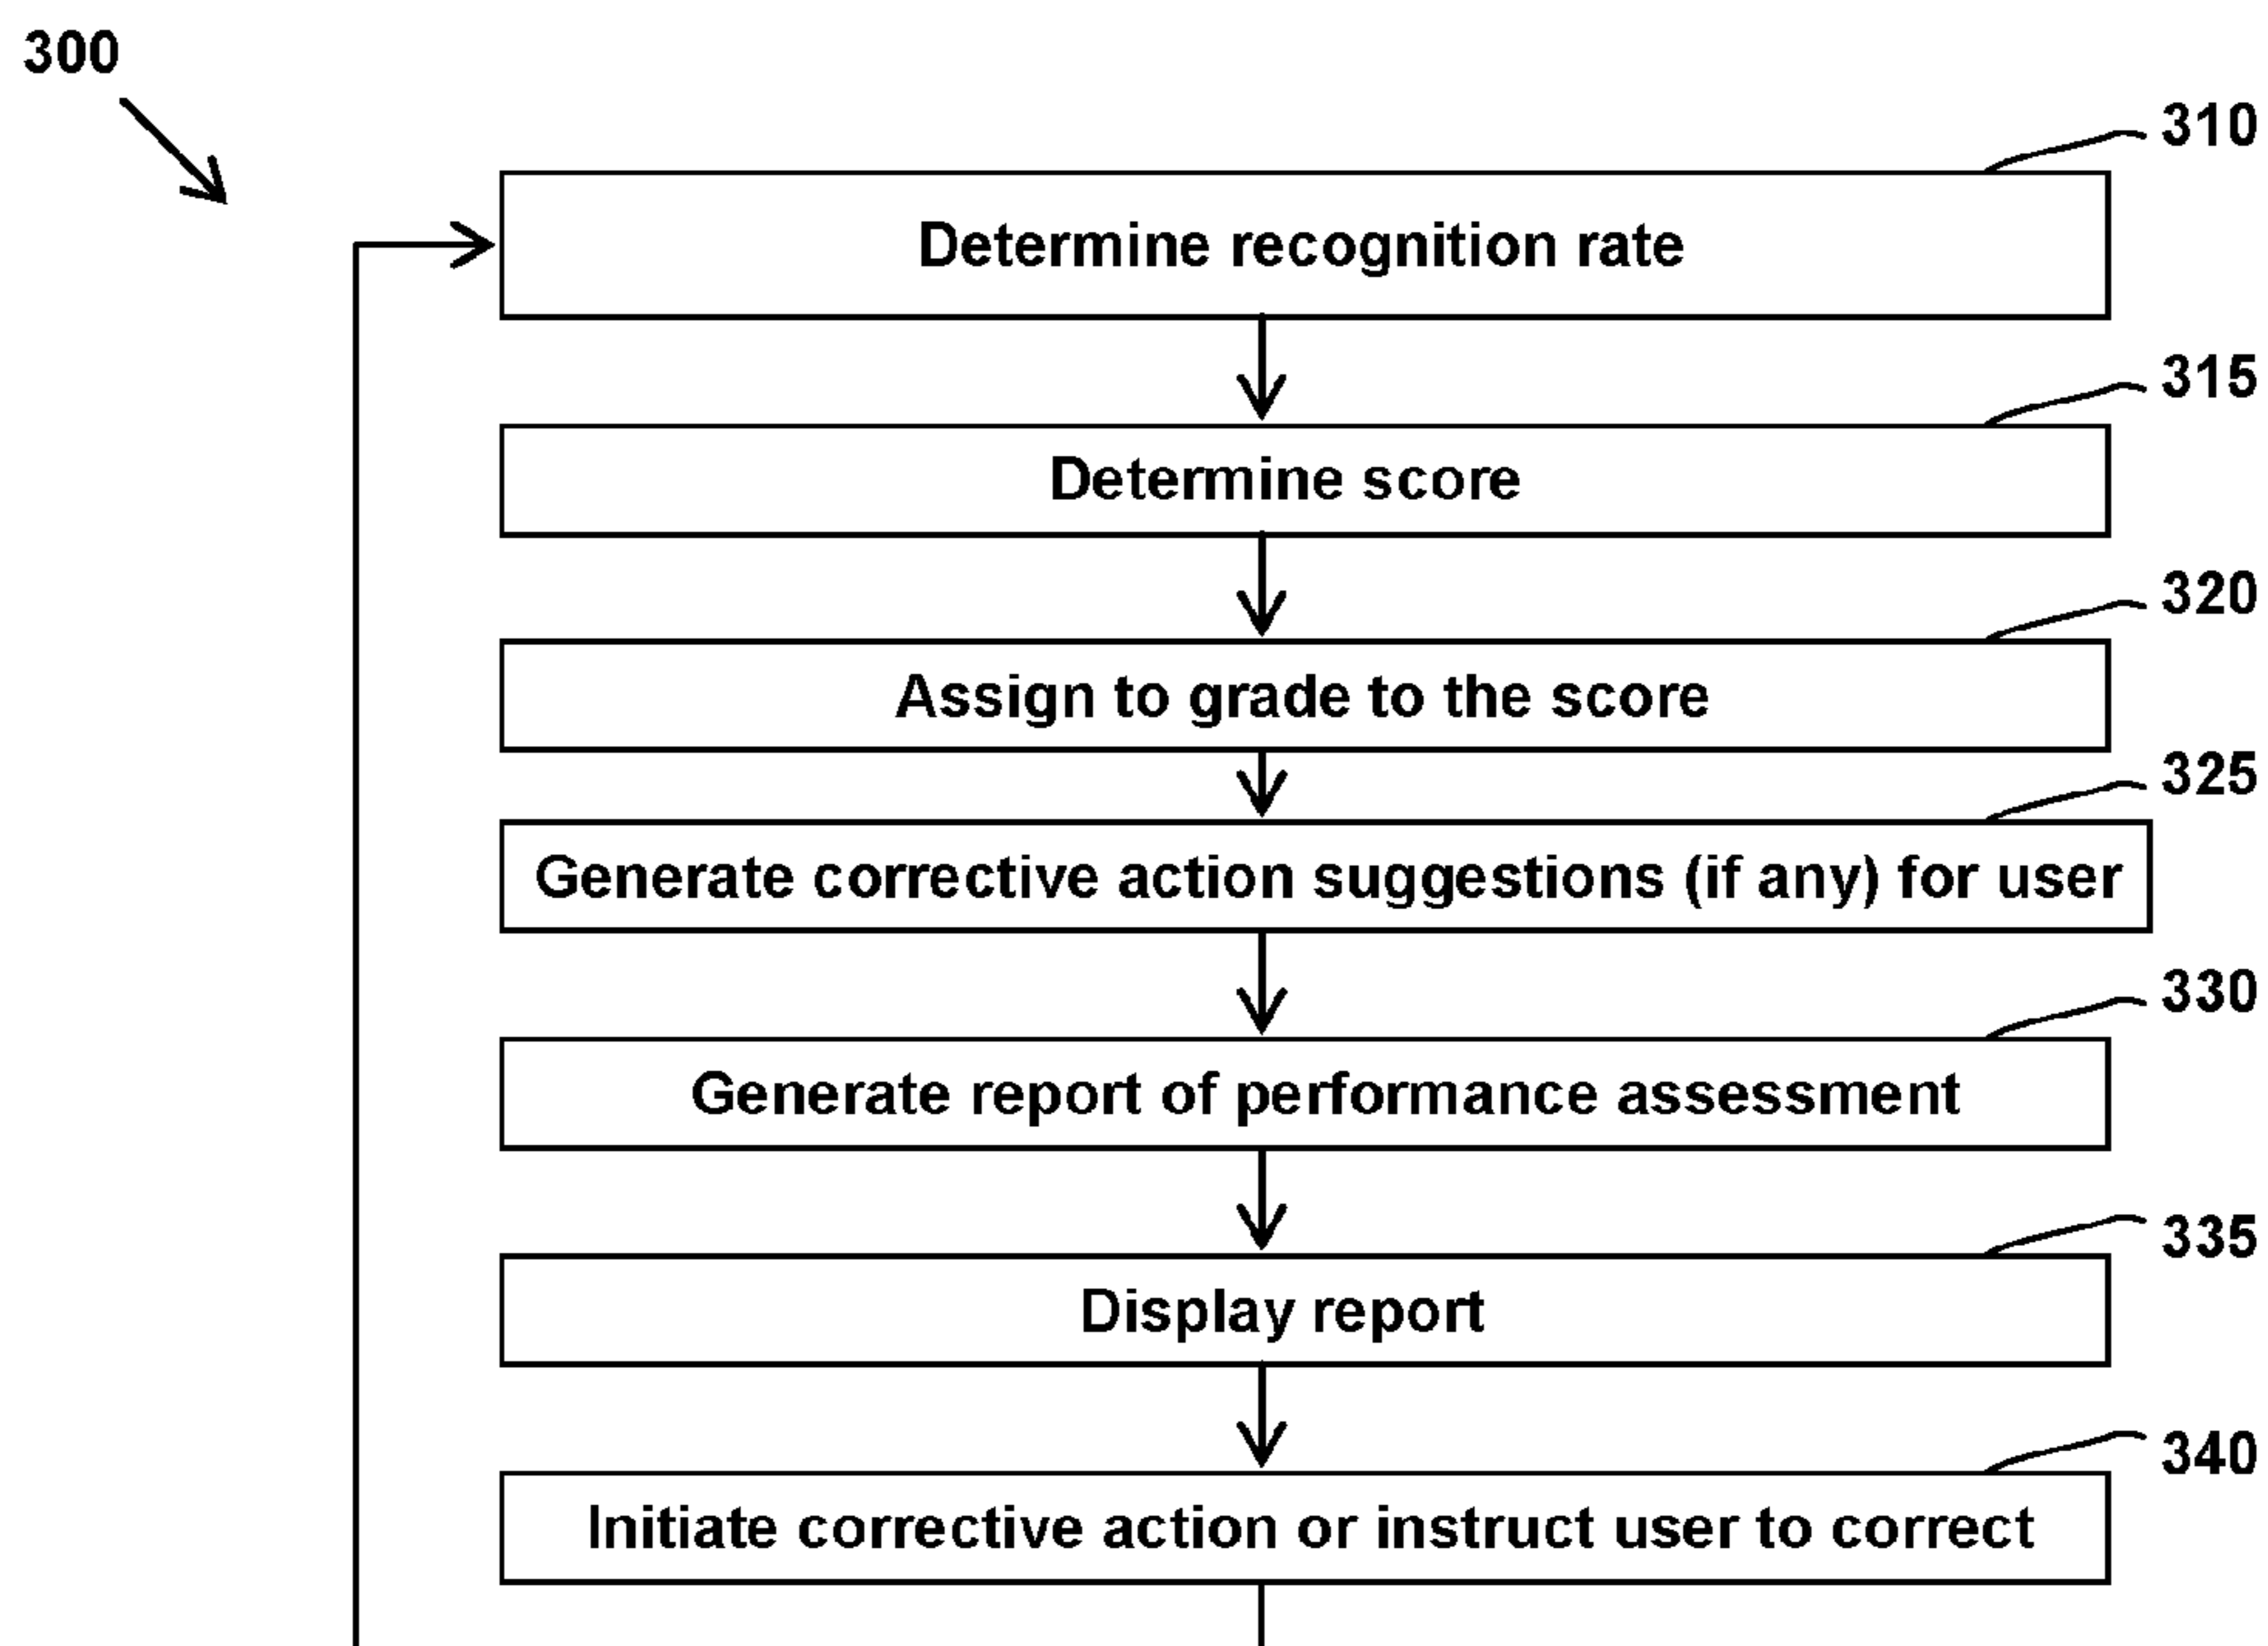 300
310
Determine recognition rate
315
Determine score
320
Assign to grade to the score
325
Generate corrective action suggestions (if any) for user
330
Generate report of performance assessment
335
Display report
340
Initiate corrective action or instruct user to correct